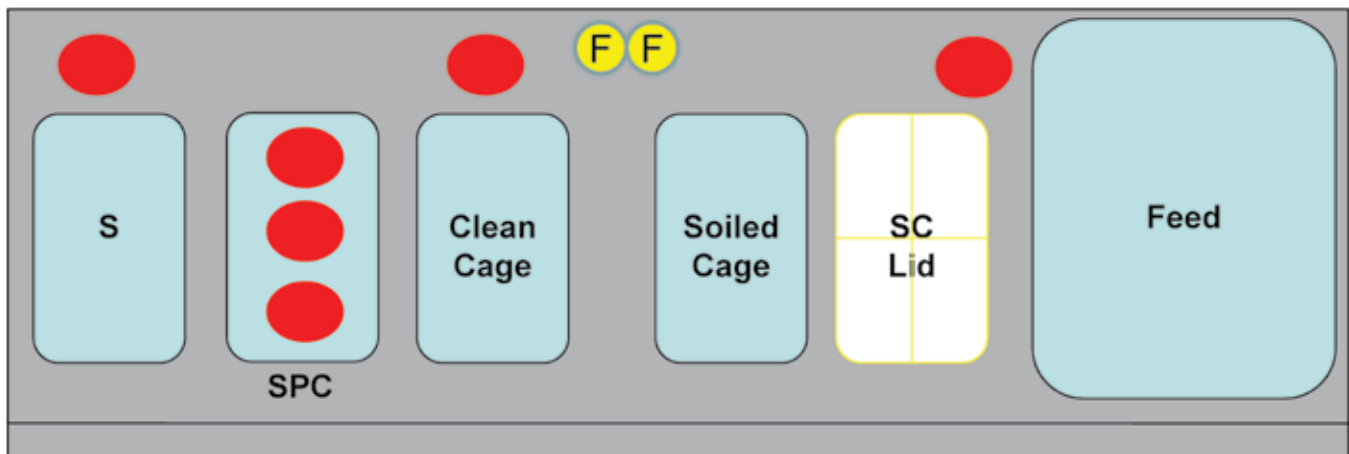 F F
S
SPC
Clean
Cage
Soiled
Cage
SC
Lid
Feed